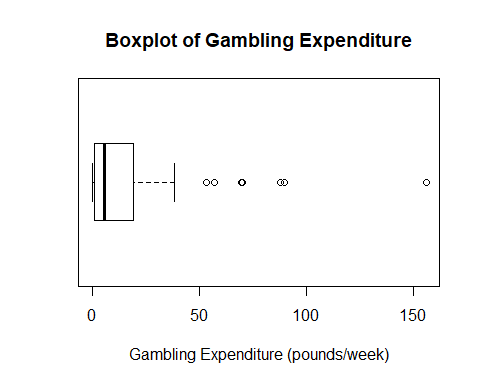 Boxplot of Gambling Expenditure
0 50 100 150
Gambling Expenditure (pounds/week)